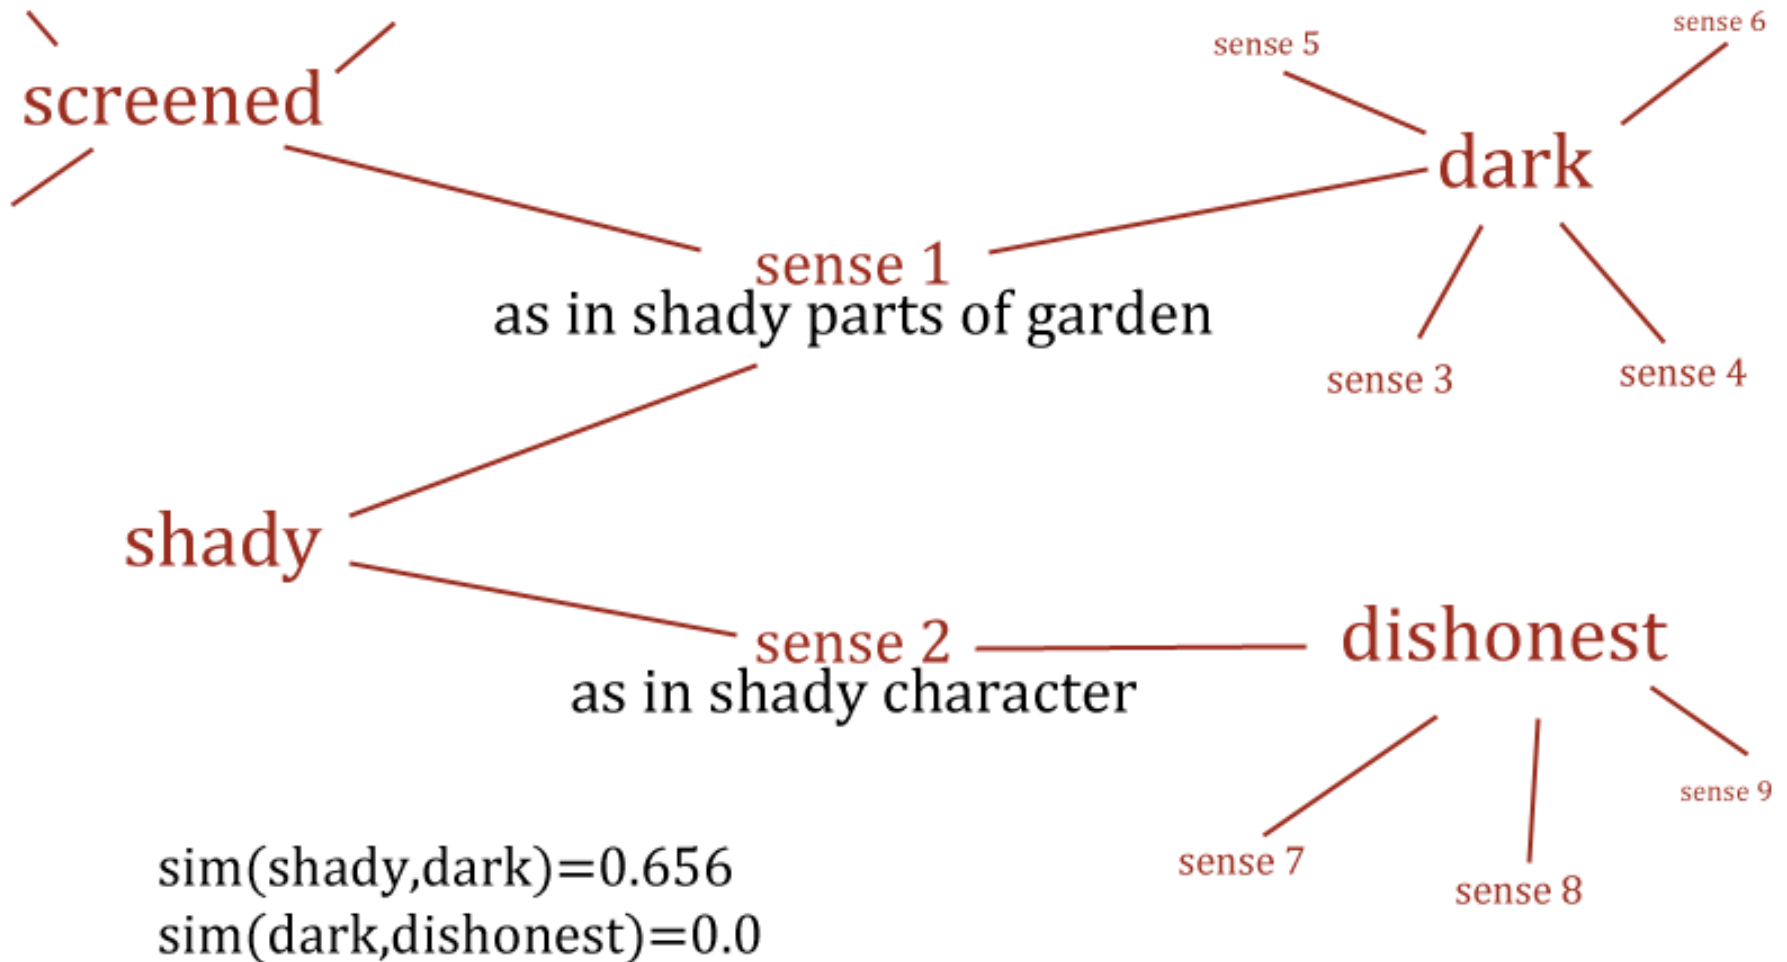 sense 6
sense 5
screened
dark
sense 1
as in shady parts of garden
sense 3
sense 4
shady
sense 2
dishonest
as in shady character
sense 9
sense 7
sense 8
sim(shady,dark)=0.656
sim(dark,dishonest)=0.0